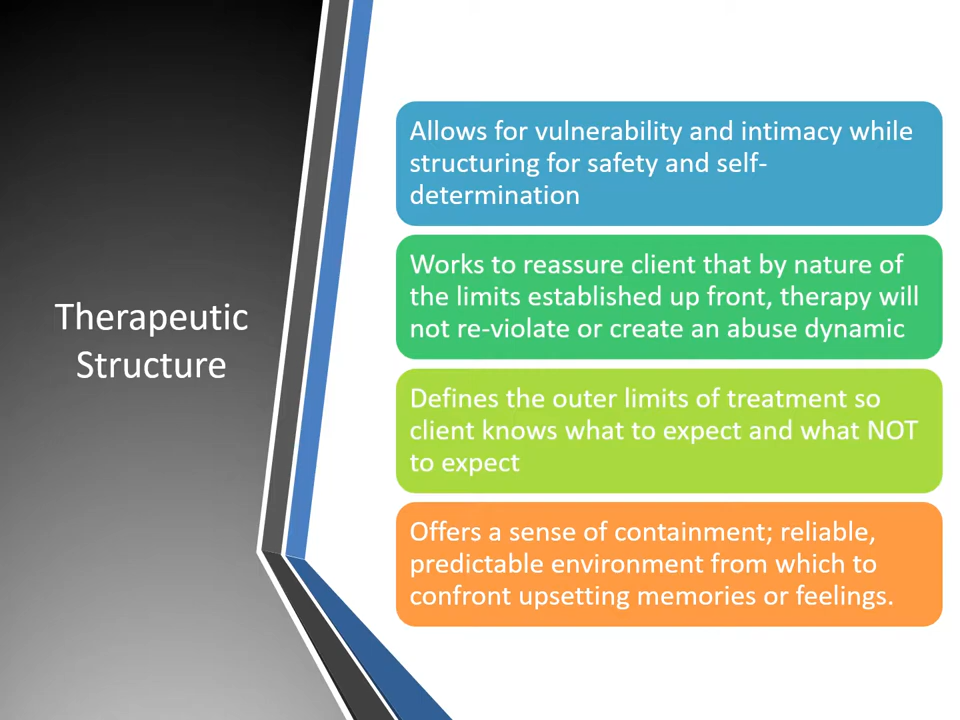 Therapeutic
Structure
Allows for vulnerability and intimacy while
structuring for safety and self-
determination
Works to reassure client that by nature of
the limits established up front, therapy will
not re-violate or create an abuse dynamic
Defines the outer limits of treatment so
client knows what to expect and what NOT
to expect
Offers a sense of containment; reliable,
predictable environment from which to
confront upsetting memories or feelings.